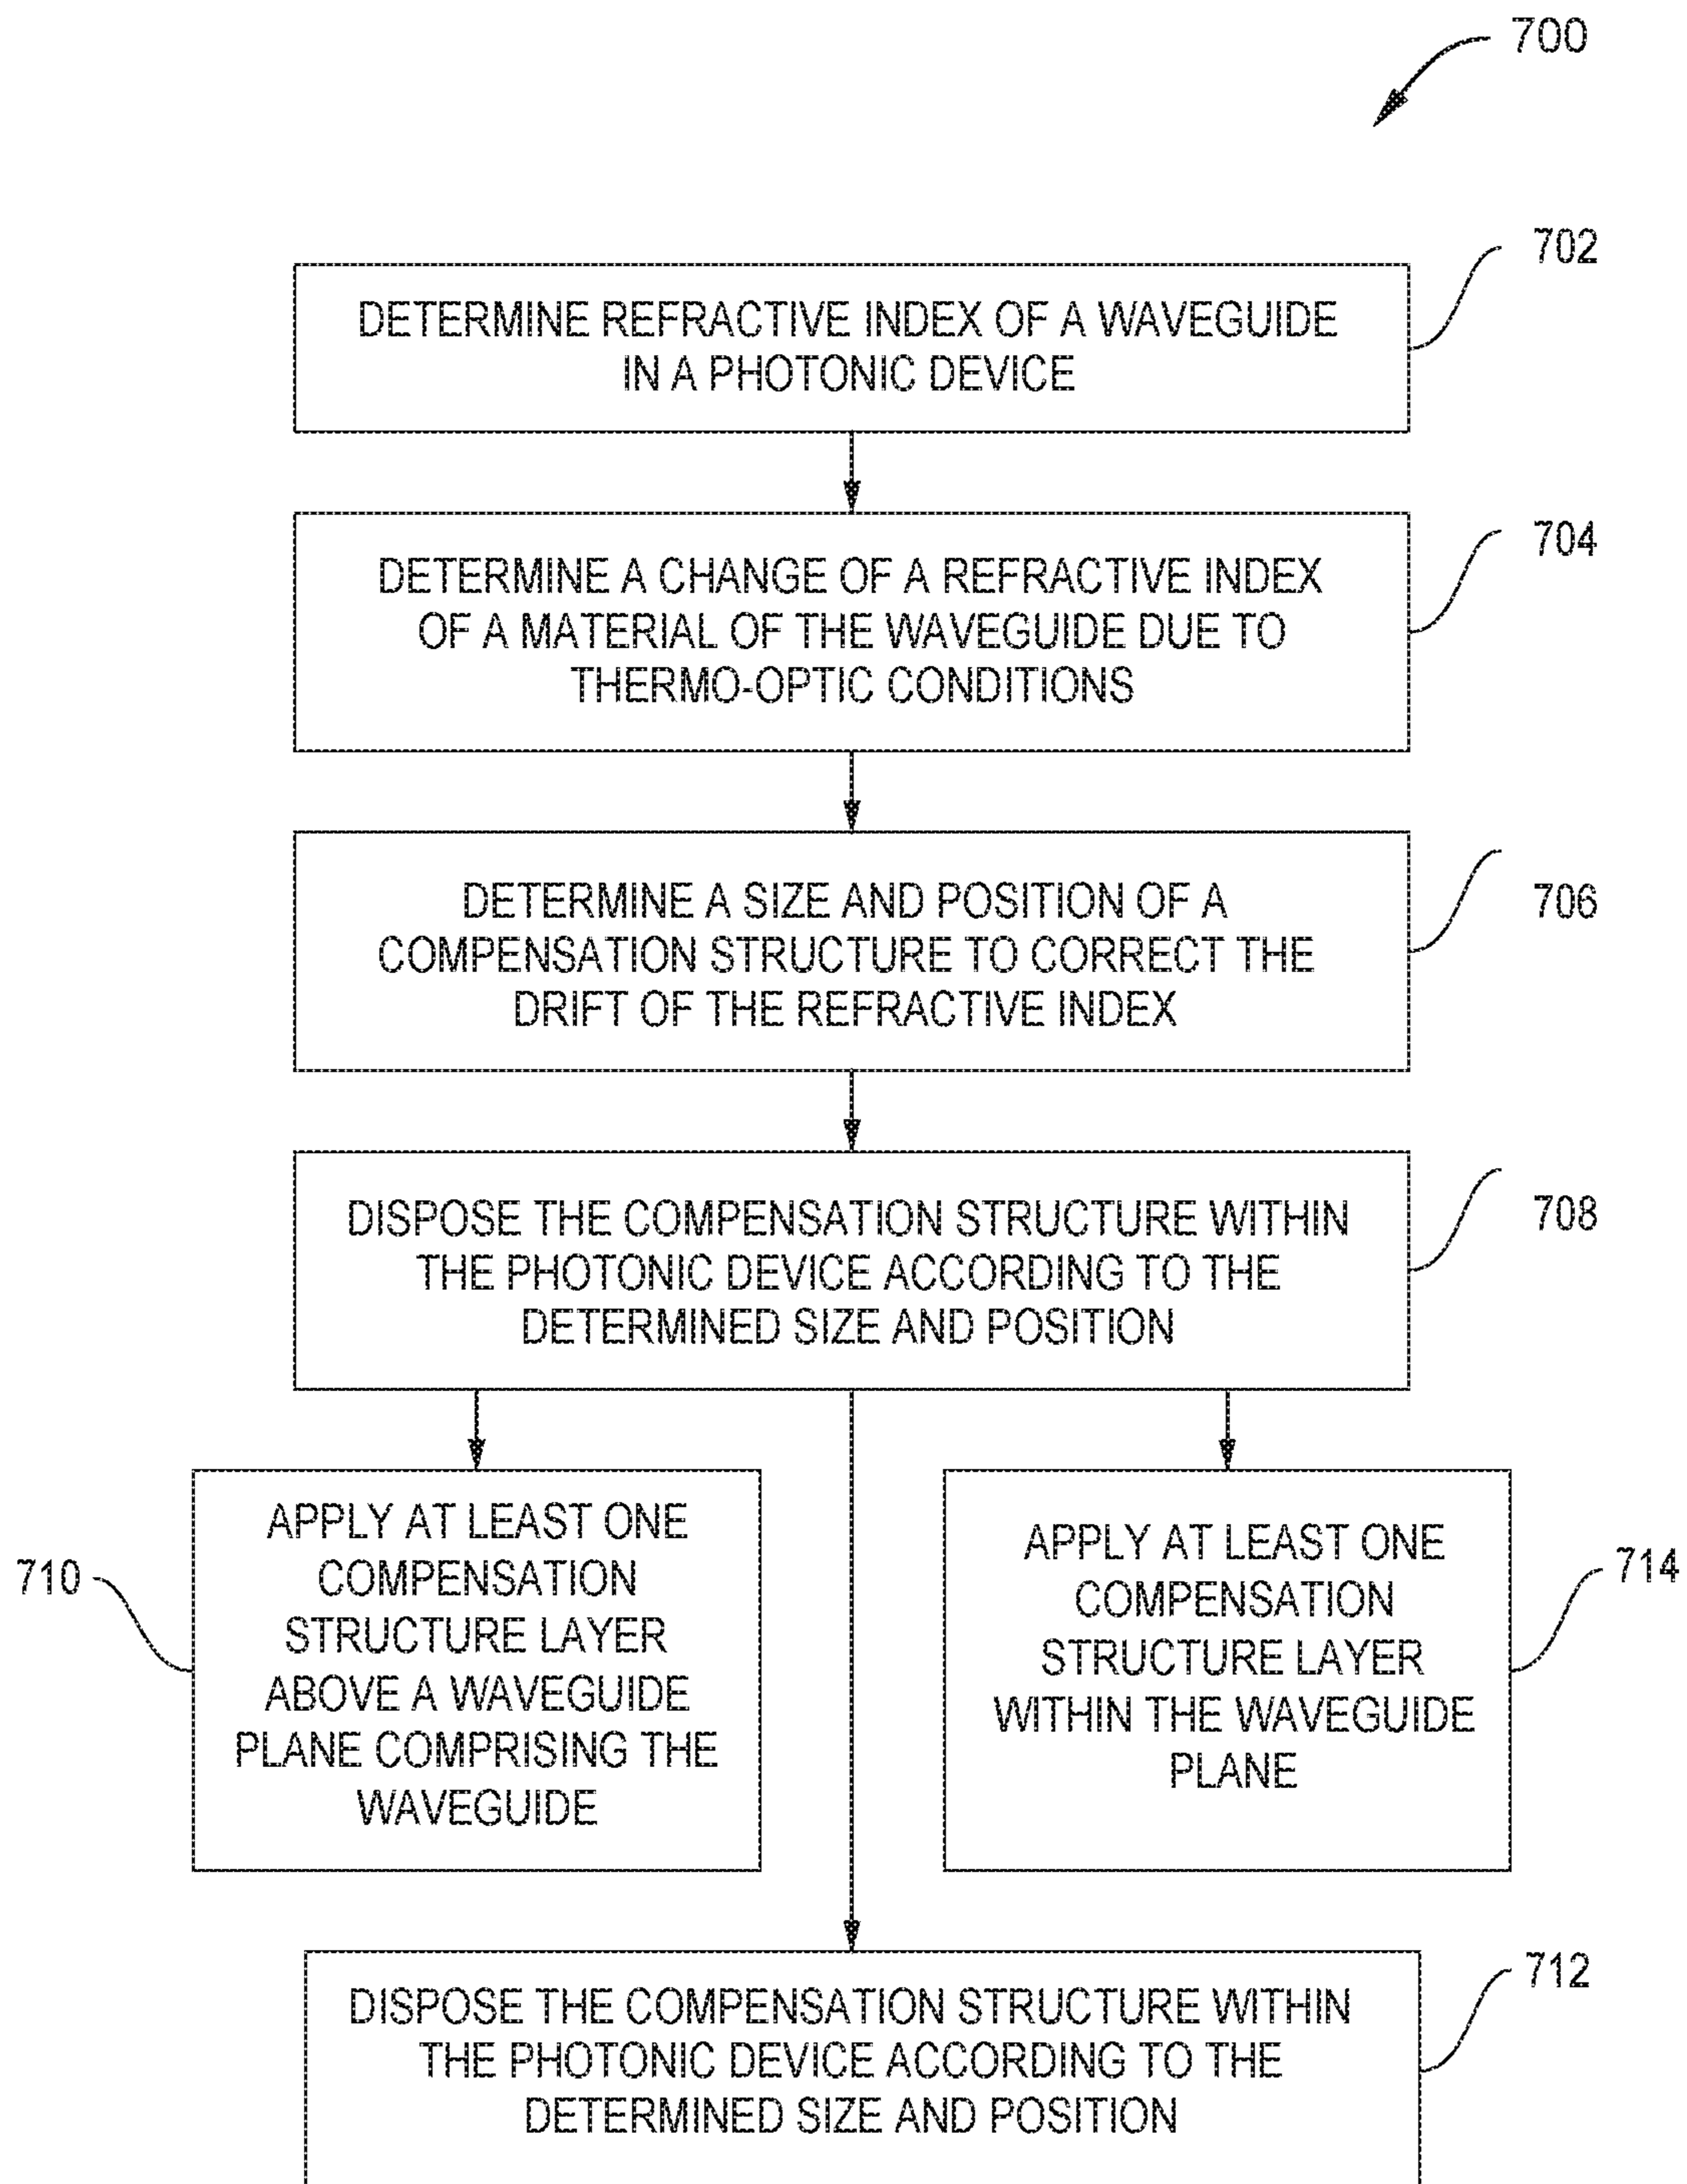 700
702
DETERMINE REFRACTIVE INDEX OF A WAVEGUIDE
IN A PHOTONIC DEVICE
704
DETERMINE A CHANGE OF A REFRACTIVE INDEX
OF A MATERIAL OF THE WAVEGUIDE DUE TO
THERMO-OPTIC CONDITIONS
706
DETERMINE A SIZE AND POSITION OF A
COMPENSATION STRUCTURE TO CORRECT THE
DRIFT OF THE REFRACTIVE INDEX
708
DISPOSE THE COMPENSATION STRUCTURE WITHIN
THE PHOTONIC DEVICE ACCORDING TO THE
DETERMINED SIZE AND POSITION
710
APPLY AT LEAST ONE
COMPENSATION
STRUCTURE LAYER
ABOVE A WAVEGUIDE
PLANE COMPRISING THE
WAVEGUIDE
714
APPLY AT LEAST ONE
COMPENSATION
STRUCTURE LAYER
WITHIN THE WAVEGUIDE
PLANE
712
DISPOSE THE COMPENSATION STRUCTURE WITHIN
THE PHOTONIC DEVICE ACCORDING TO THE
DETERMINED SIZE AND POSITION